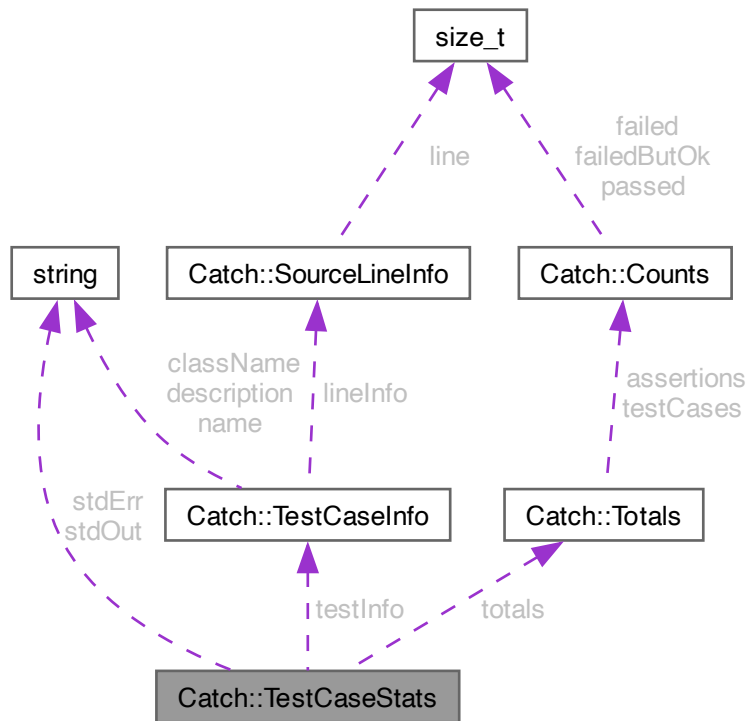 size_t
failed
failedButOk
passed
line
string
Catch::SourceLineInfo
Catch::Counts
className
description
name
lineInfo
assertions
testCases
stdErr
stdOut
Catch::TestCaseInfo
Catch::Totals
testInfo
totals
Catch::TestCaseStats